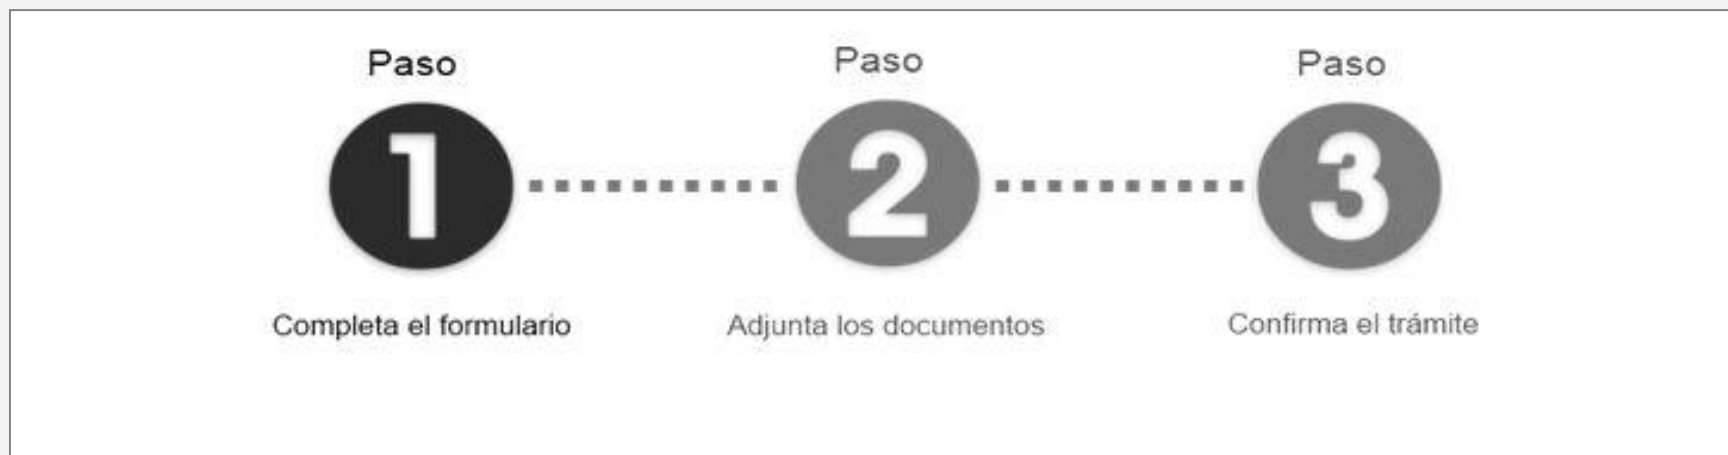 Paso
1
Completa el formulario
Paso
2
Adjunta los documentos
Paso
3
Confirma el trámite